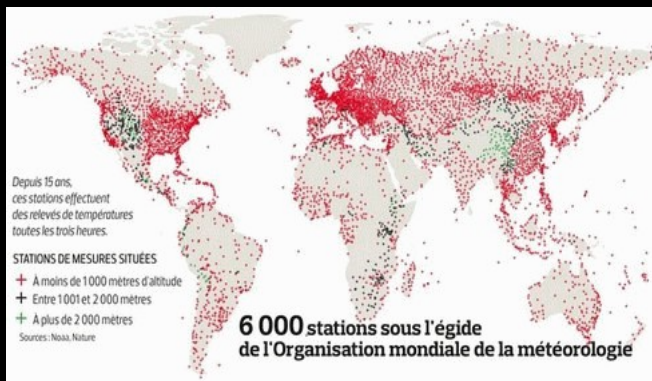 Depuis 15 ans,
ces stations effectuent
des relevés de températures
toutes les trois heures.
STATIONS DE MESURES SITUÉES
À moins de 1 000 mètres d'altitude
Entre 1 001 et 2 000 mètres
À plus de 2 000 mètres
Sources : Noaa, Nature
6 000 stations sous l'égide
de l'Organisation mondiale de la météorologie